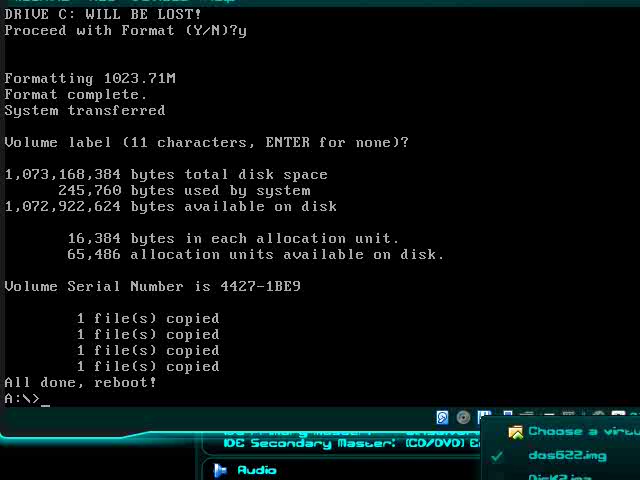 DRIVE C: WILL BE LOST!
Proceed with Format (Y/N)?y
Formatting 1023.71M
Format complete.
System transferred
Volume label (11 characters, ENTER for none)?
1,073,168,384 bytes total disk space
245,760 bytes used by system
1,072,922,624 bytes available on disk
16,384 bytes in each allocation unit.
65,486 allocation units available on disk.
Volume Serial Number is 4427-1BE9
1 file(s) copied
1 file(s) copied
1 file(s) copied
1 file(s) copied
All done, reboot!
A:\>_
IDE Secondary Master: [CD/DVD]
Choose a virtu
Audio
dos622.img